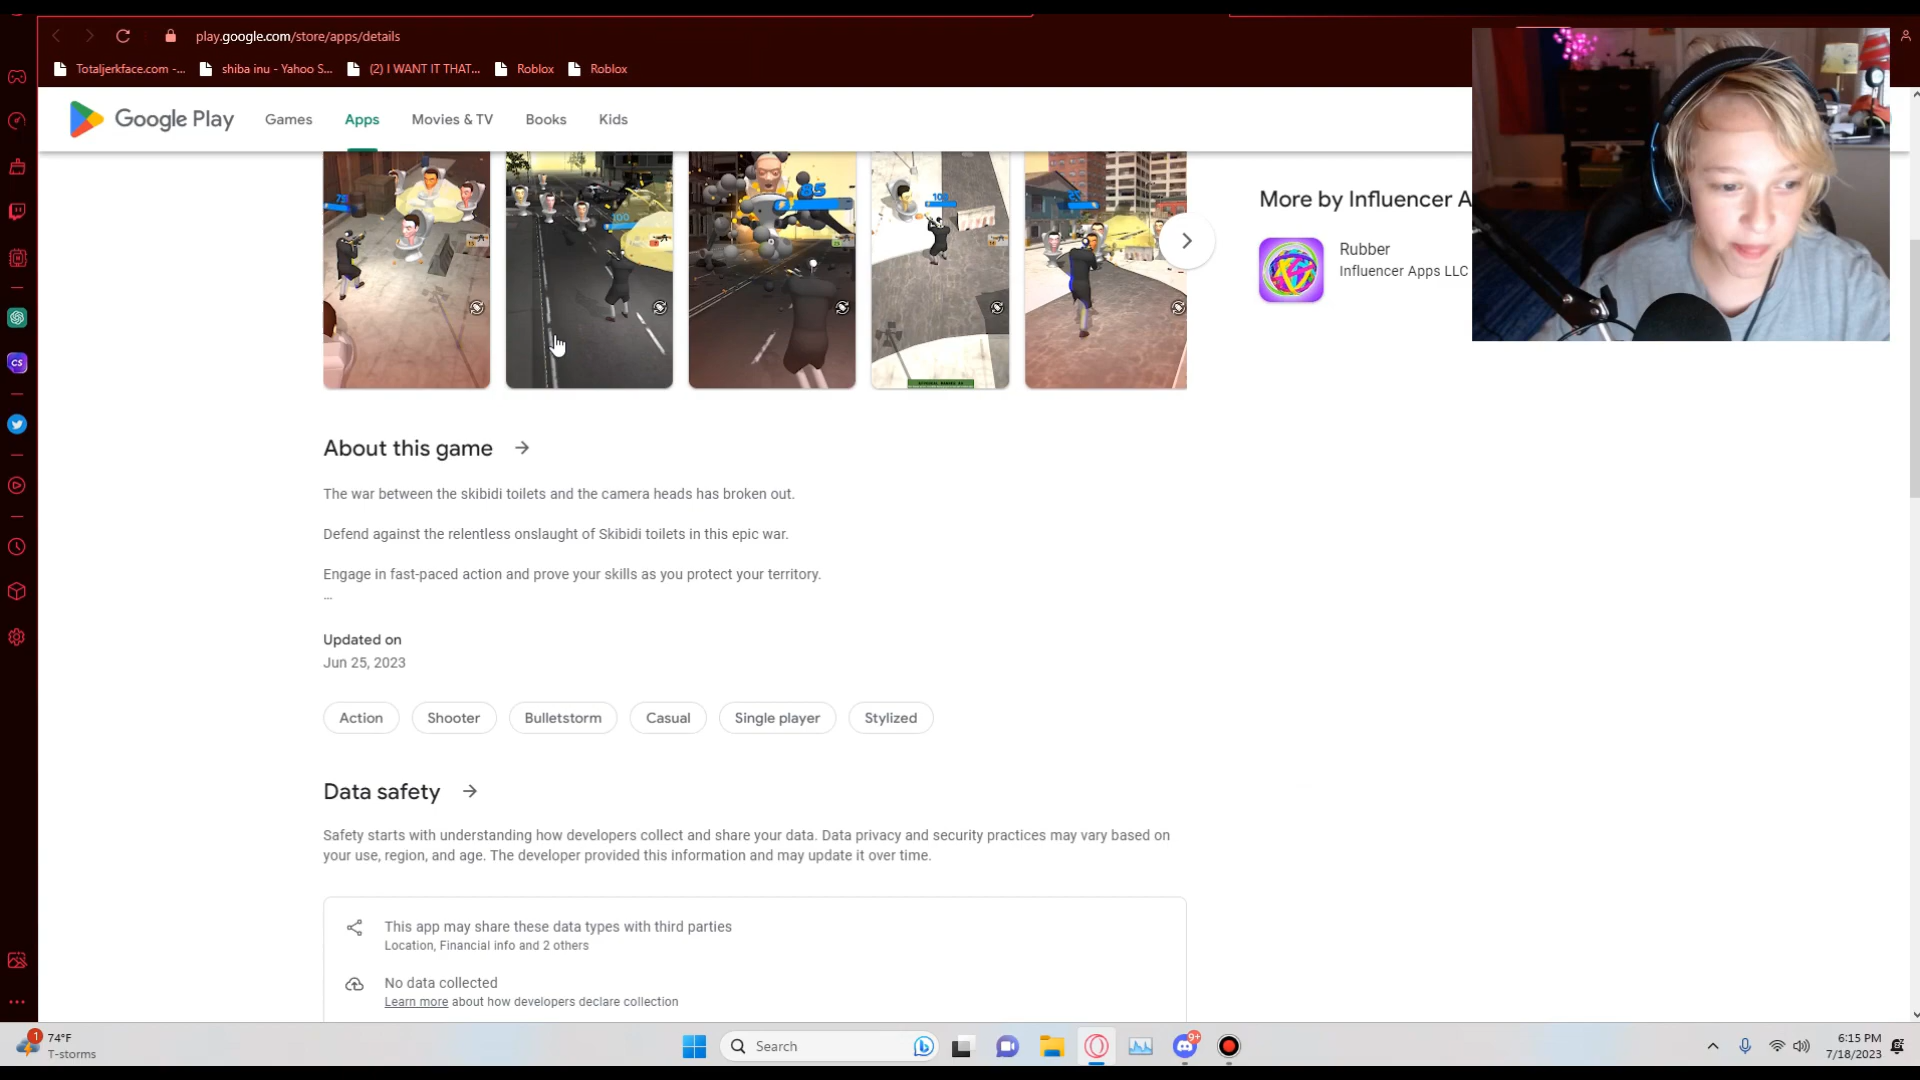 play.google.com/store/apps/details
Totaljerkface.com -...
shiba inu - Yahoo S...
(2) I WANT IT THAT...
Roblox
Roblox
Google Play
Games
Apps
Movies & TV
Books
Kids
75
100
85
100
More by Influencer A
Rubber
Influencer Apps LLC
About this game
The war between the skibidi toilets and the camera heads has broken out.
Defend against the relentless onslaught of Skibidi toilets in this epic war.
Engage in fast-paced action and prove your skills as you protect your territory.
...
Updated on
Jun 25, 2023
Action
Shooter
Bulletstorm
Casual
Single player
Stylized
Data safety
Safety starts with understanding how developers collect and share your data. Data privacy and security practices may vary based on
your use, region, and age. The developer provided this information and may update it over time.
This app may share these data types with third parties
Location, Financial info and 2 others
No data collected
Learn more about how developers declare collection
CS
1
74°F
T-storms
Search
9+
6:15 PM
7/18/2023